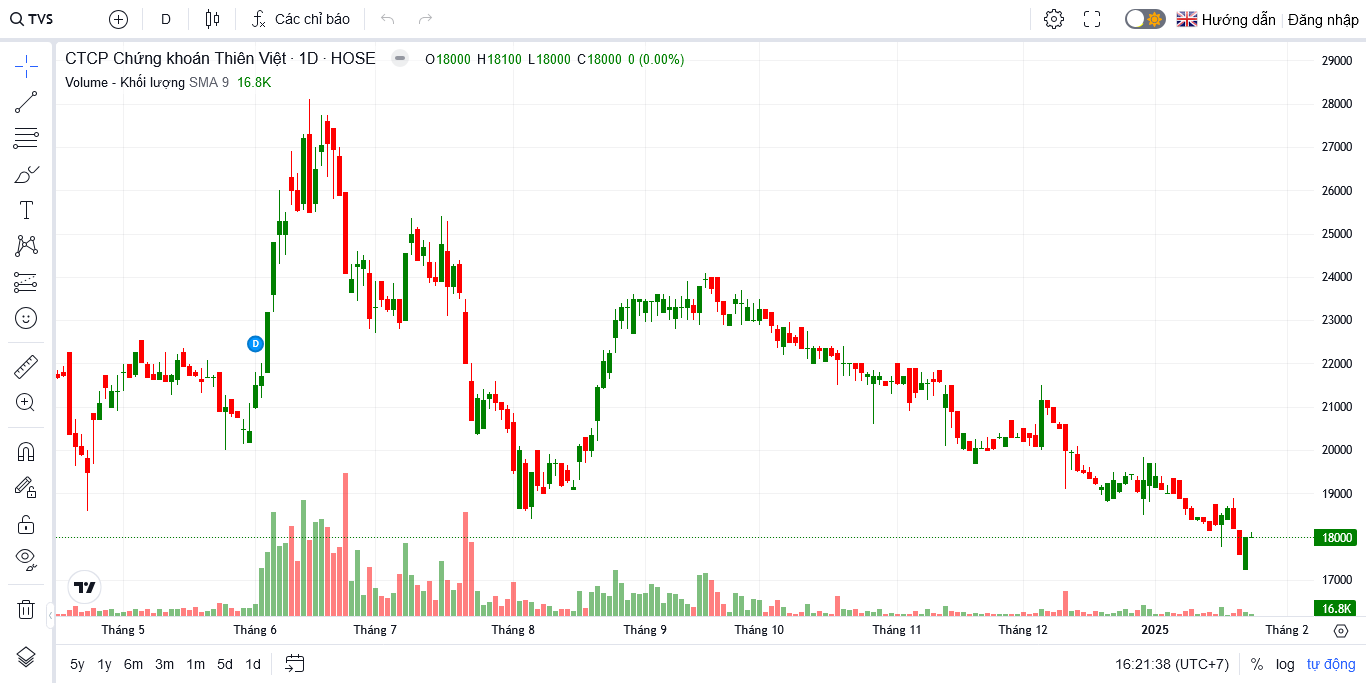 TVS D Các chỉ báo Hướng dẫn Đăng nhập
CTCP Chứng khoán Thiên Việt · 1D · HOSE O18000 H18100 L18000 C18000 0 (0.00%)
Volume - Khối lượng SMA 9 16.8K
29000
28000
27000
26000
25000
24000
23000
22000
21000
20000
19000
18000
17000
16.8K
D
Tháng 5 Tháng 6 Tháng 7 Tháng 8 Tháng 9 Tháng 10 Tháng 11 Tháng 12 2025 Tháng 2
5y 1y 6m 3m 1m 5d 1d 16:21:38 (UTC+7) % log tự động